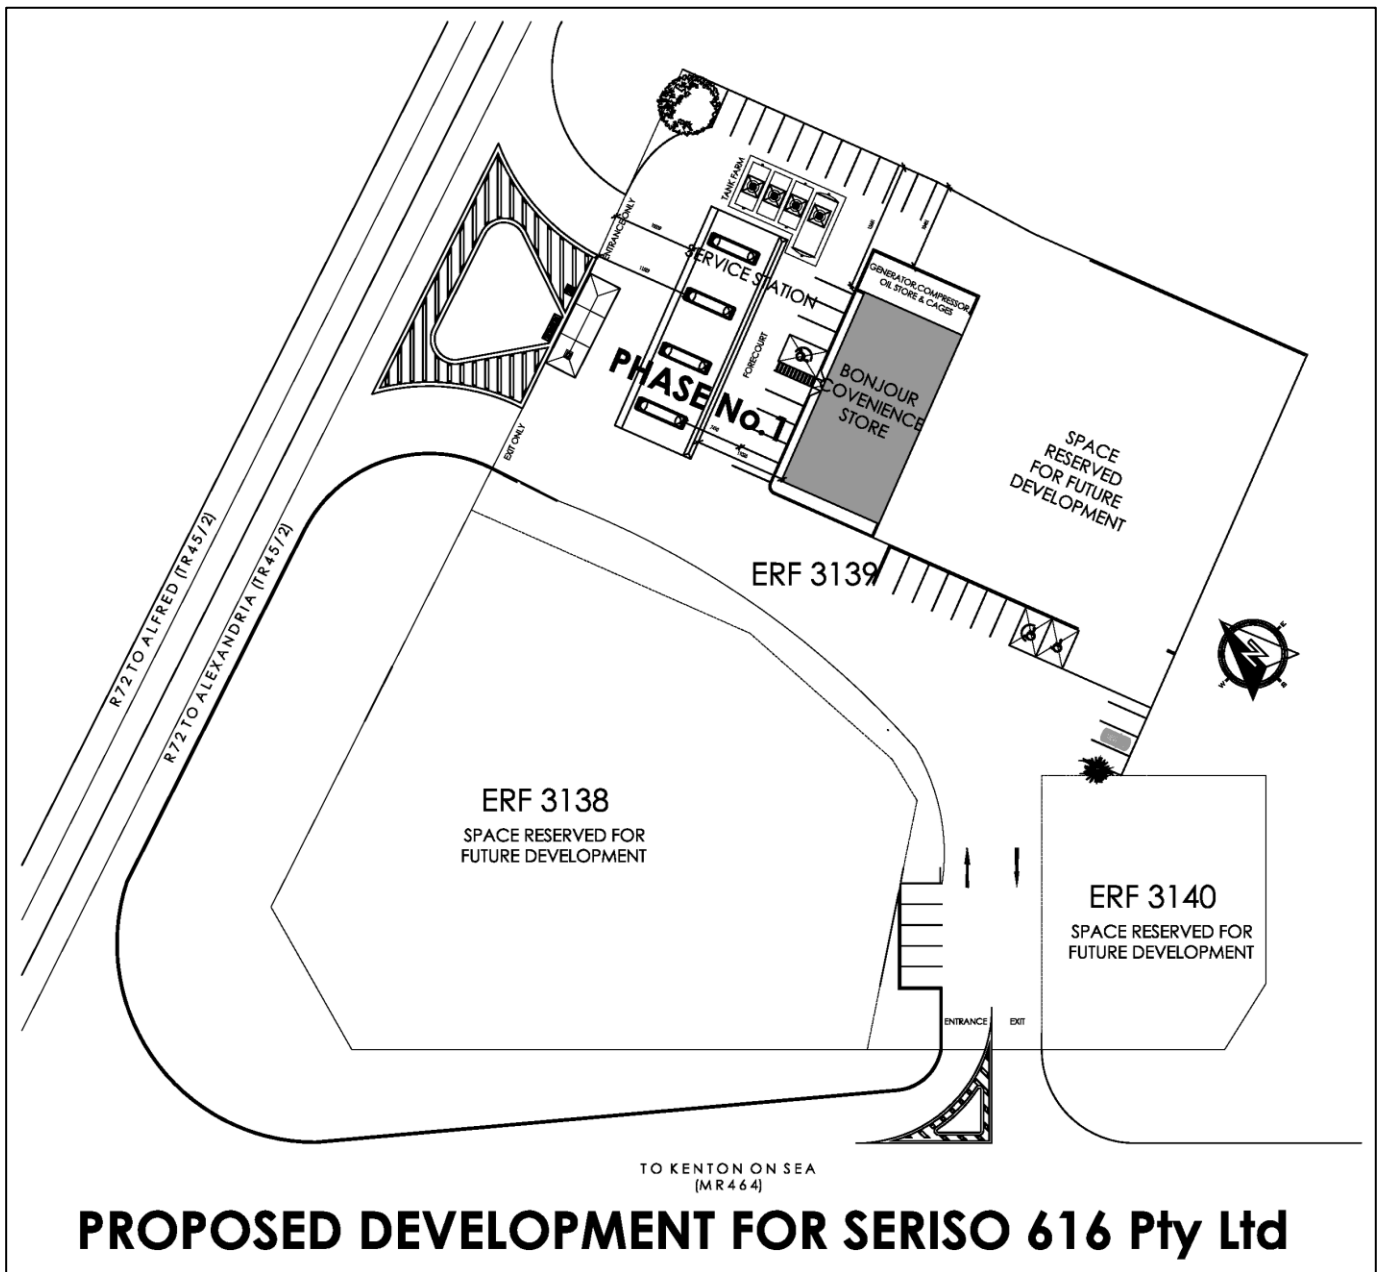 TANK FARM
ENTRANCE ONLY
SERVICE STATION
GENERATOR,COMPRESSOR,
OIL STORE & CAGES
FORECOURT
PHASE No.1
BONJOUR
COVENIENCE
STORE
SPACE
RESERVED
FOR FUTURE
DEVELOPMENT
EXIT ONLY
R72 TO ALFRED (TR45/2)
R72 TO ALEXANDRIA (TR45/2)
ERF 3139
N
ERF 3138
SPACE RESERVED FOR
FUTURE DEVELOPMENT
ERF 3140
SPACE RESERVED FOR
FUTURE DEVELOPMENT
ENTRANCE
EXIT
TO KENTON ON SEA
(MR464)
PROPOSED DEVELOPMENT FOR SERISO 616 Pty Ltd